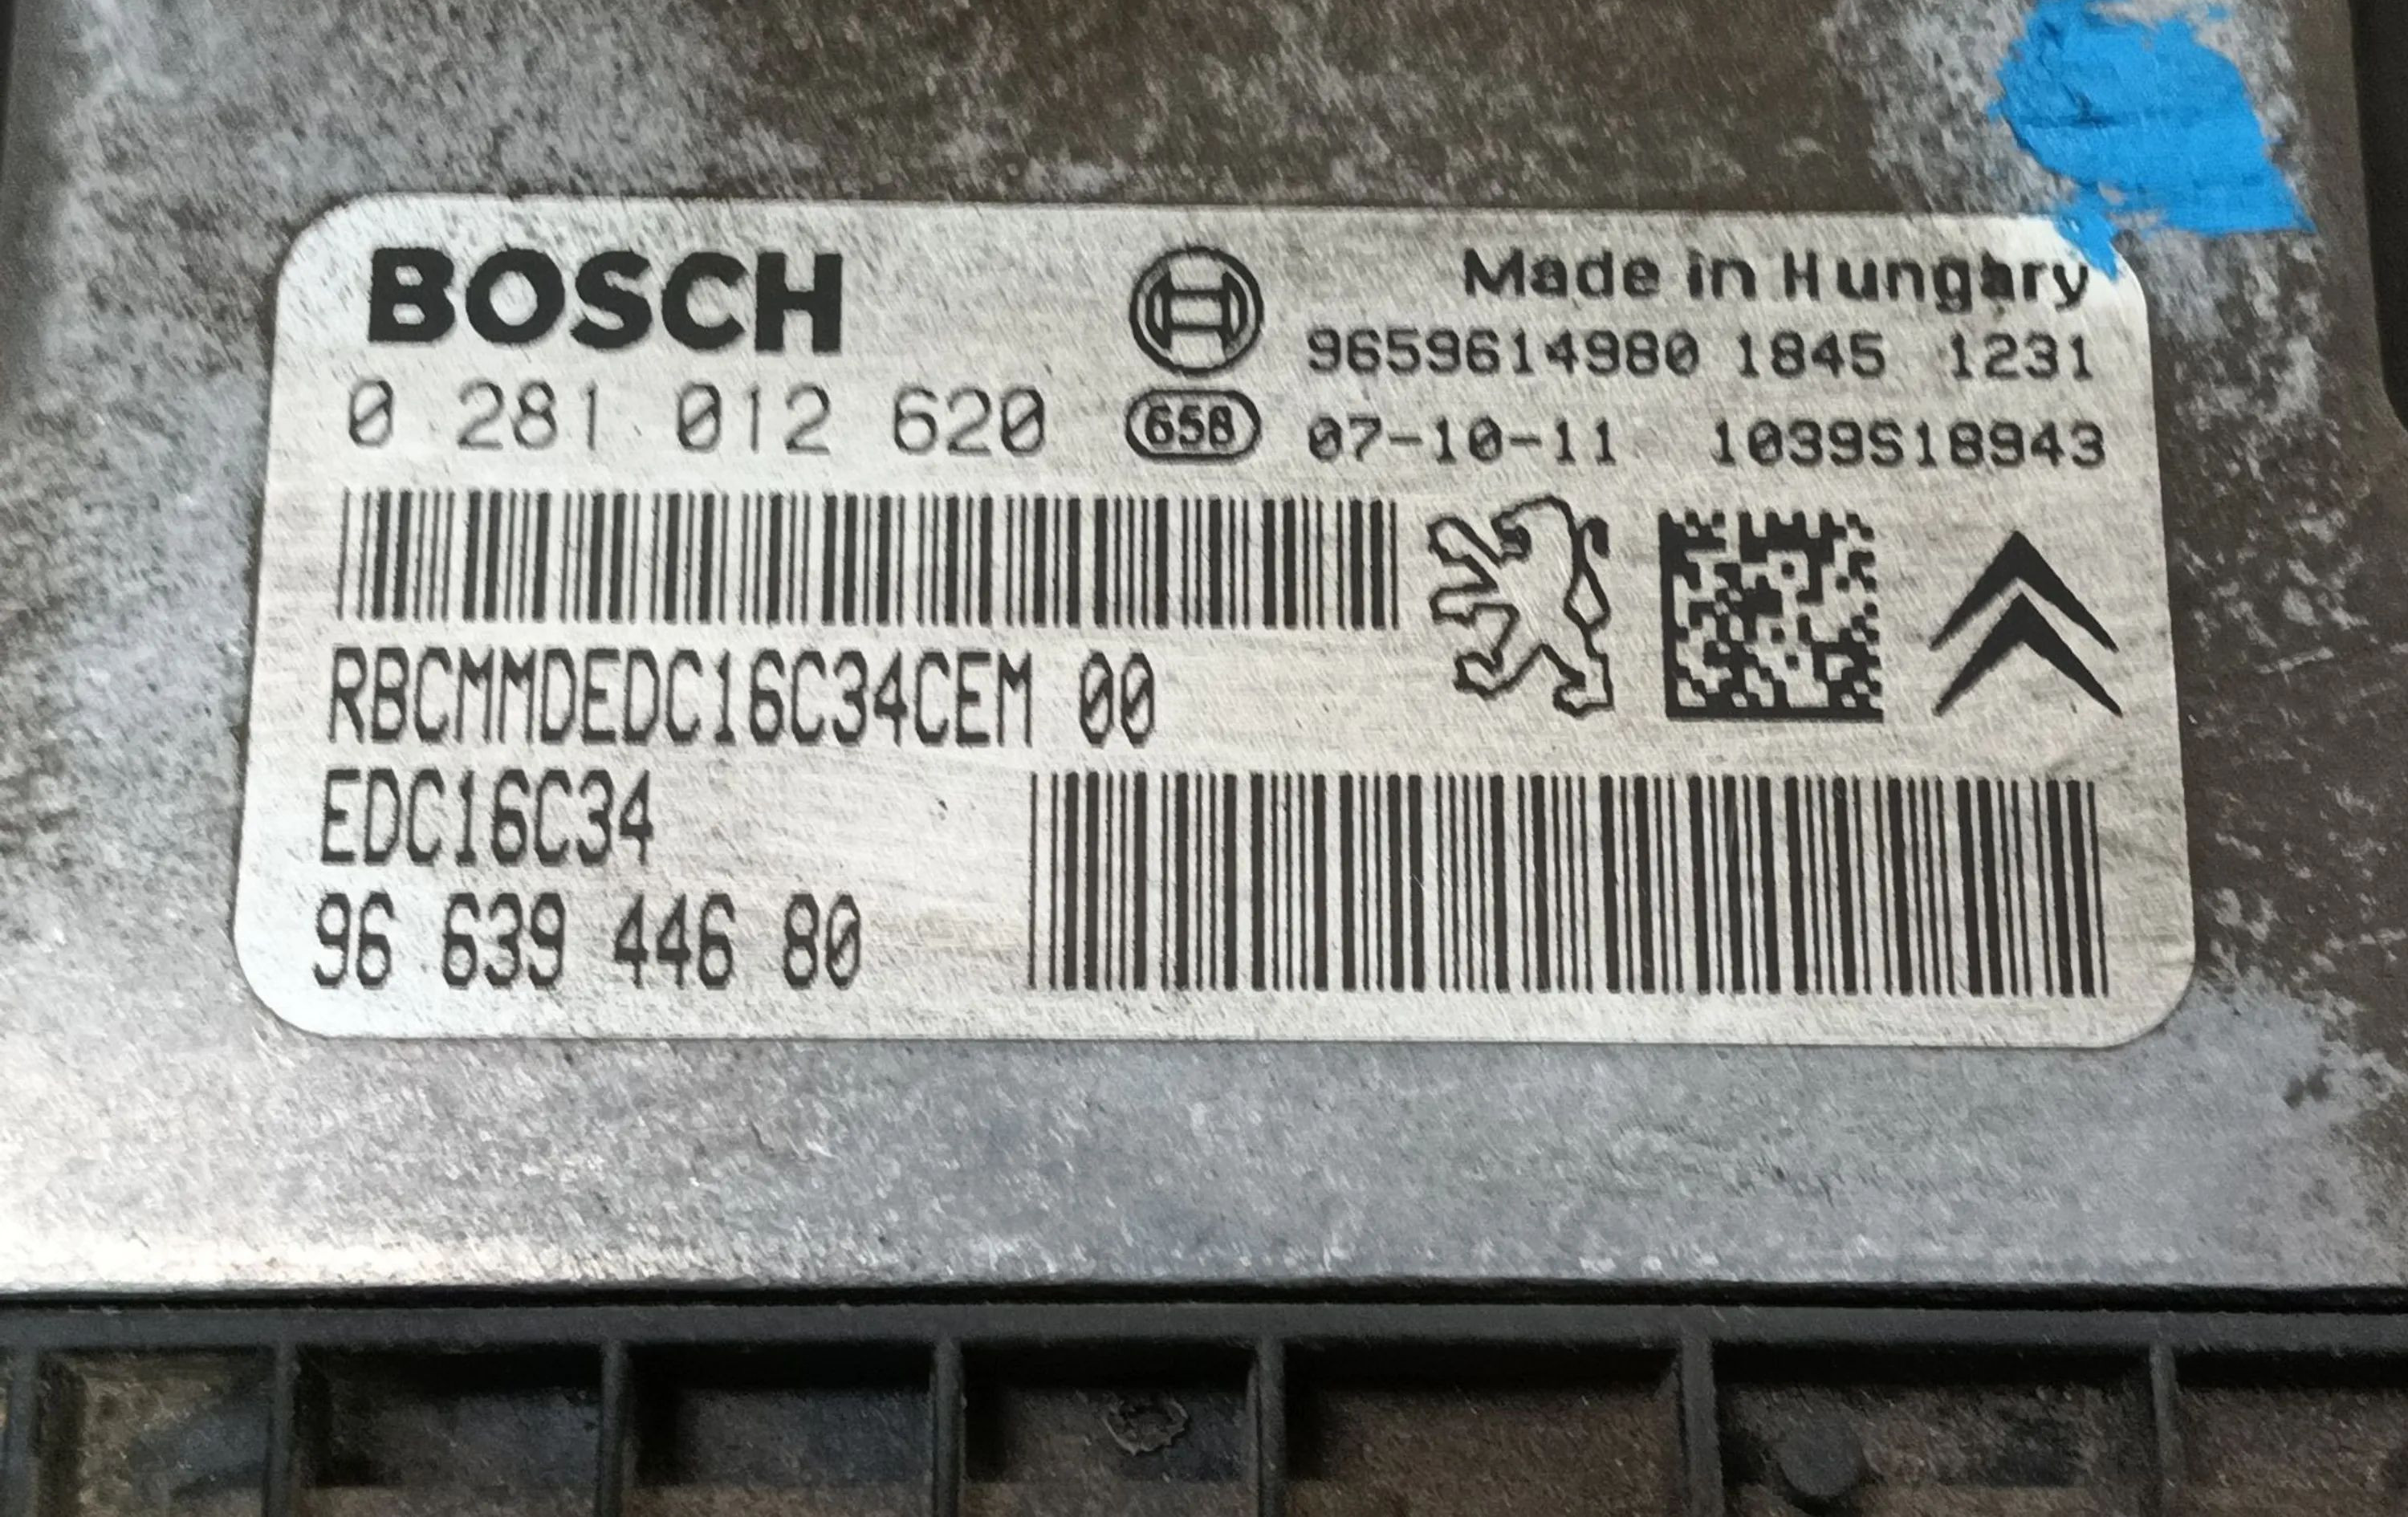 BOSCH
Made in Hungary
9659614980 1845 1231
0 281 012 620
658
07-10-11 1039S18943
RBCMMDEDC16C34CEM 00
EDC16C34
96 639 446 80